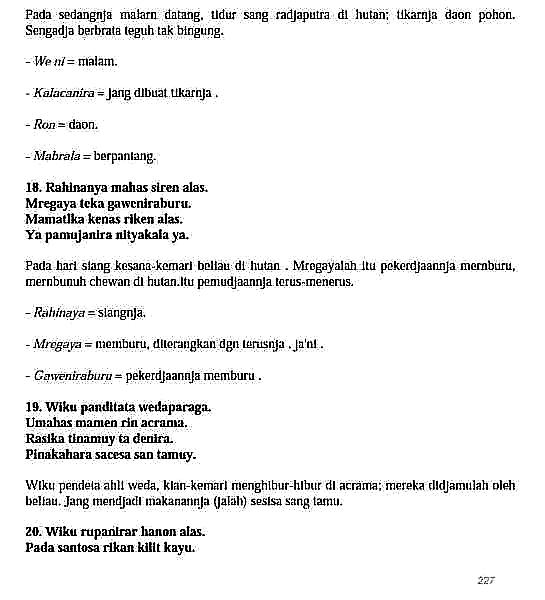 Pada sedangnja malarn datang, tidur sang radjaputra di hutan; tikarnja daon pohon.
Sengadja berbrata teguh tak bingung.
- We ni = malam.
- Kalacanira = jang dibuat tikarnja .
- Ron = daon.
- Mabrata = berpantang.
18. Rahinanya mahas siren alas.
Mregaya teka gaweniraburu.
Mamatika kenas riken alas.
Ya pamujanira nityakala ya.
Pada hari siang kesana-kemari beliau di hutan . Mregayalah itu pekerdjaannja mernburu,
mernbunuh chewan di hutan.itu pemudjaannja terus-menerus.
- Rahinaya = siangnja.
- Mregaya = memburu, diterangkan dgn terusnja , ja'ni .
- Gaweniraburu = pekerdjaannja memburu .
19. Wiku panditata wedaparaga.
Umahas mamen rin acrama.
Rasika tinamuy ta denira.
Pinakahara sacesa san tamuy.
Wiku pendeta ahli weda, kian-kemari menghibur-hibur di acrama; mereka didjamulah oleh
beliau. Jang mendjadi makanannja (jalah) sesisa sang tamu.
20. Wiku rupanirar hanon alas.
Pada santosa rikan kilit kayu.
227